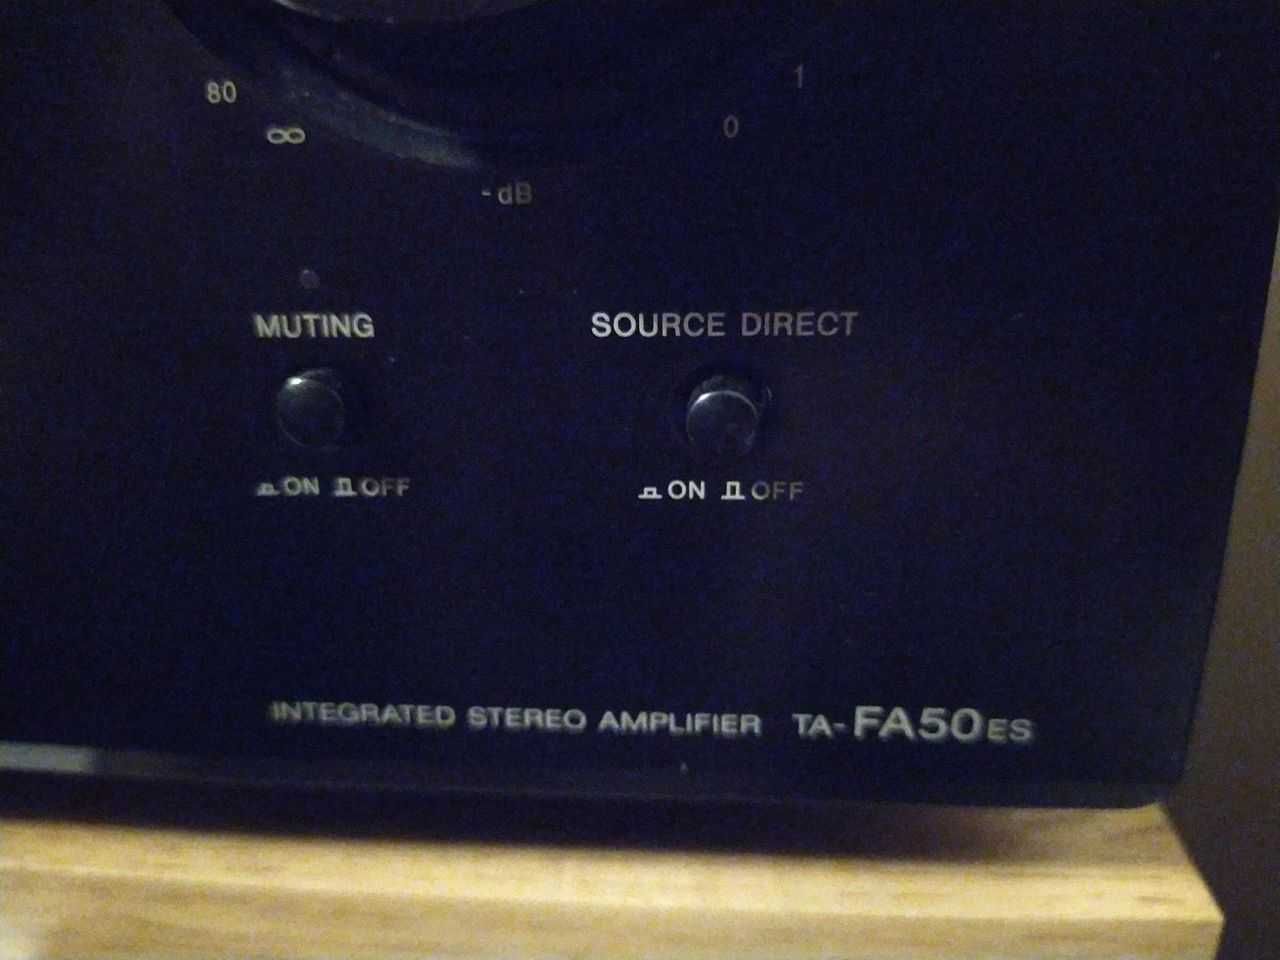 80
∞
-dB
0
1
MUTING
SOURCE DIRECT
ON OFF
ON OFF
INTEGRATED STEREO AMPLIFIER TA-FA50ES